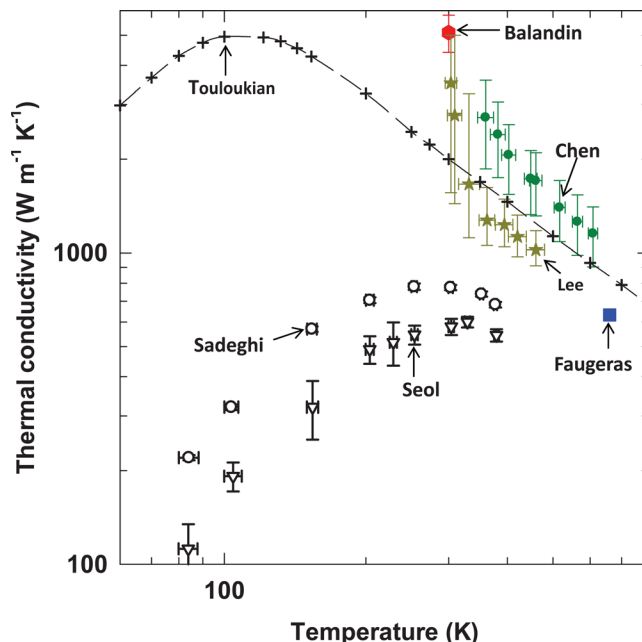 Balandin
Touloukian
Chen
1000
Lee
Sadeghi
Seol
Faugeras
100
100
Thermal conductivity (W m⁻¹ K⁻¹)
Temperature (K)